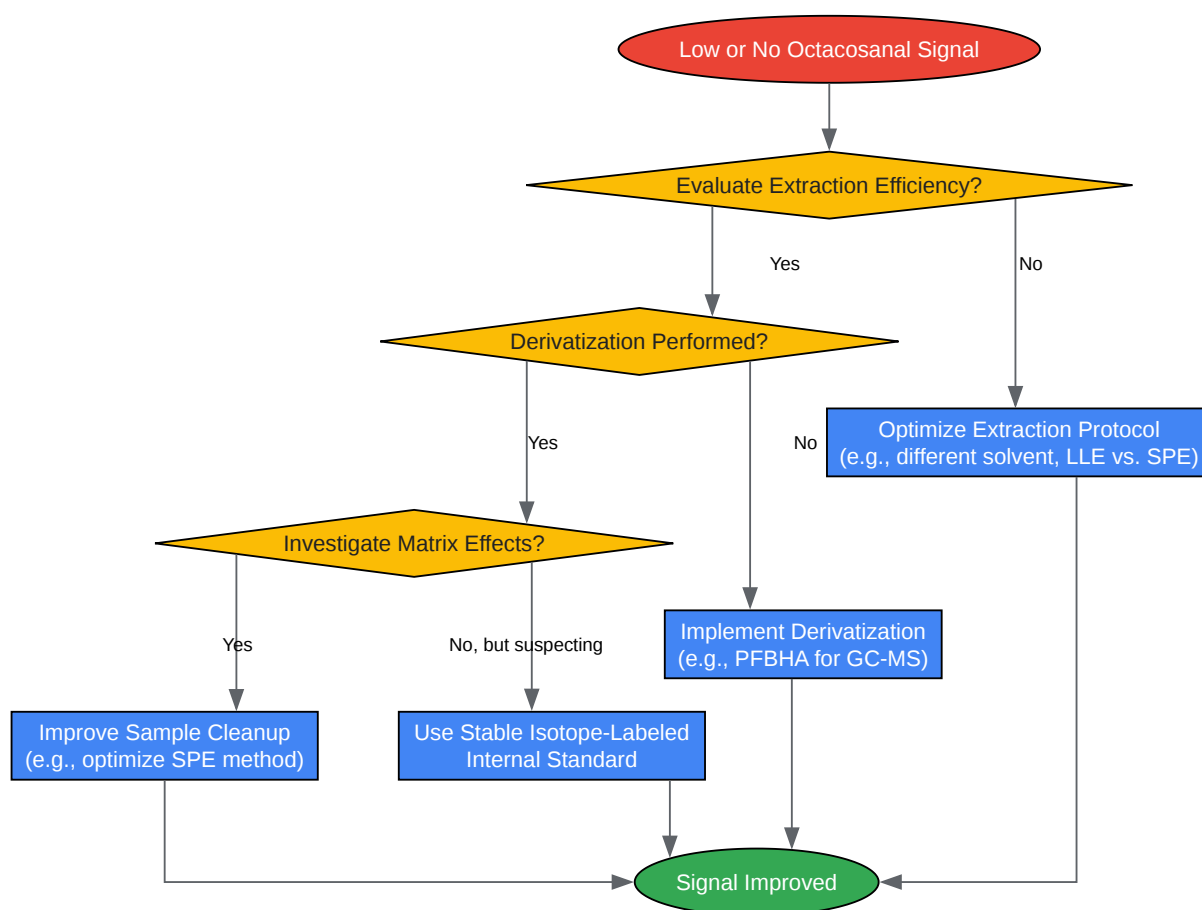 Low or No Octacosanal Signal
Evaluate Extraction Efficiency?
Yes
No
Derivatization Performed?
Yes
No
Optimize Extraction Protocol
(e.g., different solvent, LLE vs. SPE)
Investigate Matrix Effects?
Yes
No, but suspecting
Implement Derivatization
(e.g., PFBHA for GC-MS)
Improve Sample Cleanup
(e.g., optimize SPE method)
Use Stable Isotope-Labeled
Internal Standard
Signal Improved